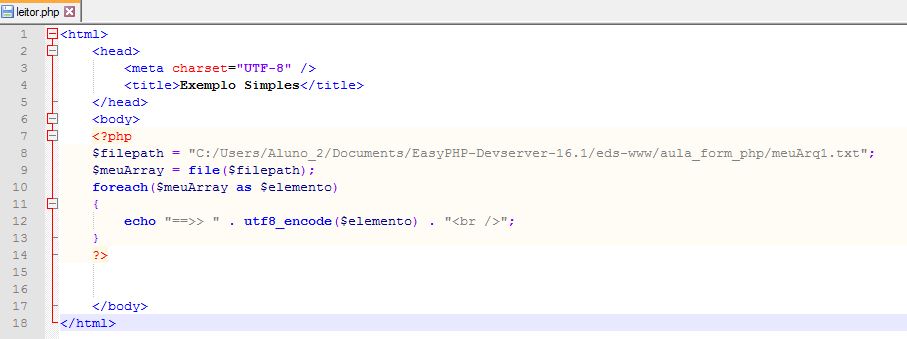 leitor.php
1 <html>
2 <head>
3 <meta charset="UTF-8" />
4 <title>Exemplo Simples</title>
5 </head>
6 <body>
7 <?php
8 $filepath = "C:/Users/Aluno_2/Documents/EasyPHP-Devserver-16.1/eds-www/aula_form_php/meuArq1.txt";
9 $meuArray = file($filepath);
10 foreach($meuArray as $elemento)
11 {
12 echo "==>> " . utf8_encode($elemento) . "<br />";
13 }
14 ?>
15
16
17 </body>
18 </html>